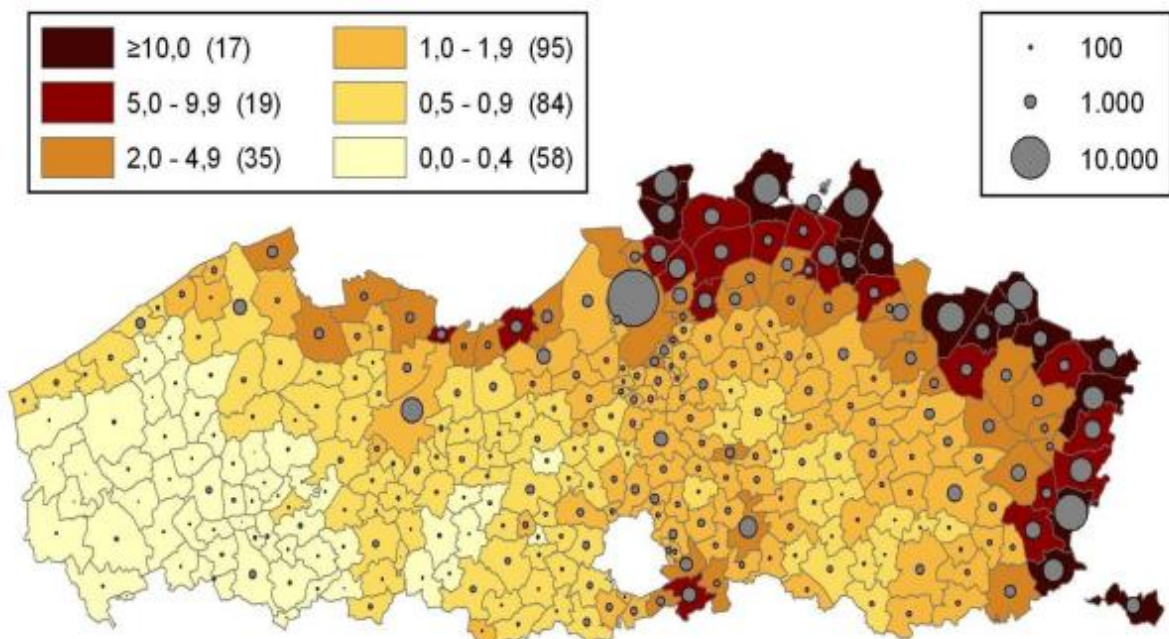 ≥10,0 (17)
5,0 - 9,9 (19)
2,0 - 4,9 (35)
1,0 - 1,9 (95)
0,5 - 0,9 (84)
0,0 - 0,4 (58)
100
1.000
10.000